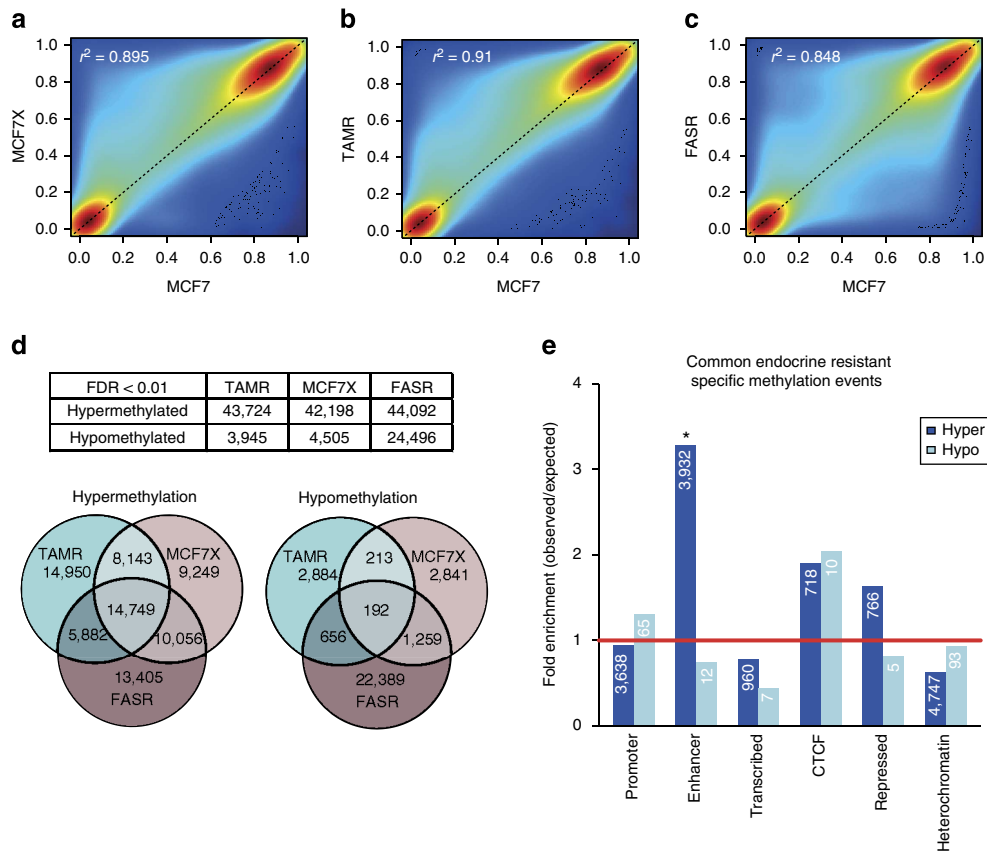 a
r² = 0.895
MCF7X
1.0
0.8
0.6
0.4
0.2
0.0
0.0 0.2 0.4 0.6 0.8 1.0
MCF7
b
r² = 0.91
TAMR
1.0
0.8
0.6
0.4
0.2
0.0
0.0 0.2 0.4 0.6 0.8 1.0
MCF7
c
r² = 0.848
FASR
1.0
0.8
0.6
0.4
0.2
0.0
0.0 0.2 0.4 0.6 0.8 1.0
MCF7
d
FDR < 0.01 TAMR MCF7X FASR
Hypermethylated 43,724 42,198 44,092
Hypomethylated 3,945 4,505 24,496
Hypermethylation
TAMR
14,950
8,143
MCF7X
9,249
14,749
5,882
10,056
13,405
FASR
Hypomethylation
TAMR
2,884
213
MCF7X
2,841
192
656
1,259
22,389
FASR
e
Common endocrine resistant
specific methylation events
Fold enrichment (observed/expected)
4
3
2
1
0
Hyper
Hypo
*
3,638
65
3,932
12
960
7
718
10
766
5
4,747
93
Promoter
Enhancer
Transcribed
CTCF
Repressed
Heterochromatin